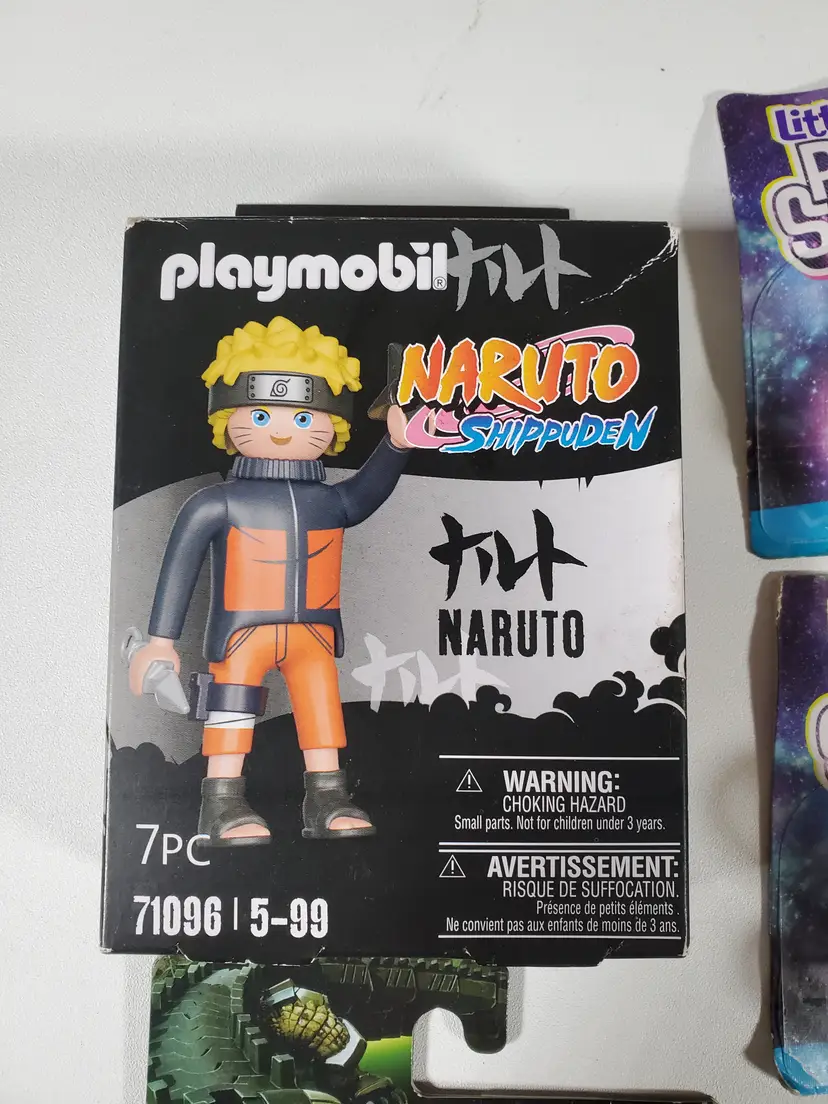 playmobil®
ナルト
NARUTO
SHIPPUDEN
ナルト
NARUTO
ナルト
WARNING:
CHOKING HAZARD
Small parts. Not for children under 3 years.
AVERTISSEMENT:
RISQUE DE SUFFOCATION.
Présence de petits éléments.
Ne convient pas aux enfants de moins de 3 ans.
7PC
71096 | 5-99